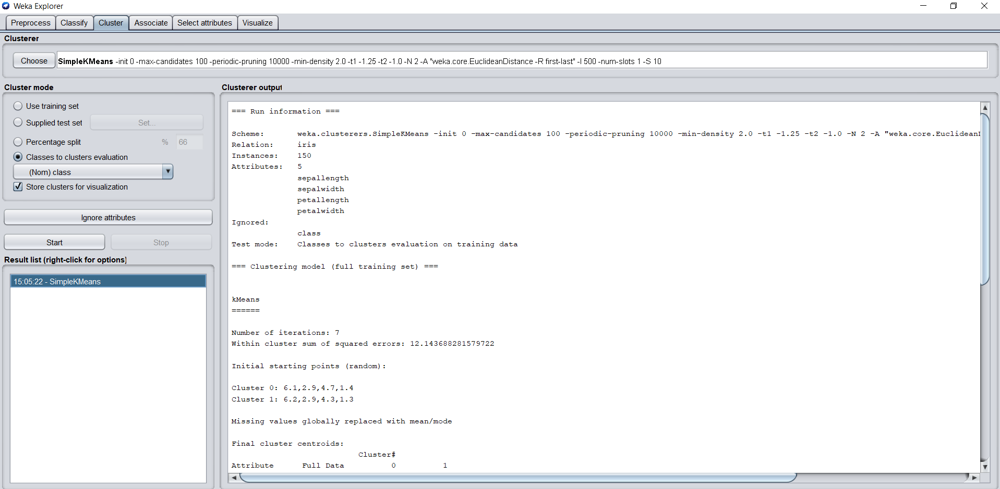 Weka Explorer
Preprocess Classify Cluster Associate Select attributes Visualize
Clusterer
Choose SimpleKMeans -init 0 -max-candidates 100 -periodic-pruning 10000 -min-density 2.0 -t1 -1.25 -t2 -1.0 -N 2 -A "weka.core.EuclideanDistance -R first-last" -I 500 -num-slots 1 -S 10
Cluster mode
Use training set
Supplied test set Set...
Percentage split % 66
Classes to clusters evaluation
(Nom) class
Store clusters for visualization
Ignore attributes
Start Stop
Result list (right-click for options)
15:05:22 - SimpleKMeans
Clusterer output
=== Run information ===
Scheme: weka.clusterers.SimpleKMeans -init 0 -max-candidates 100 -periodic-pruning 10000 -min-density 2.0 -t1 -1.25 -t2 -1.0 -N 2 -A "weka.core.Euclidean
Relation: iris
Instances: 150
Attributes: 5
sepallength
sepalwidth
petallength
petalwidth
Ignored:
class
Test mode: Classes to clusters evaluation on training data
=== Clustering model (full training set) ===
kMeans
======
Number of iterations: 7
Within cluster sum of squared errors: 12.143688281579722
Initial starting points (random):
Cluster 0: 6.1,2.9,4.7,1.4
Cluster 1: 6.2,2.9,4.3,1.3
Missing values globally replaced with mean/mode
Final cluster centroids:
Cluster#
Attribute Full Data 0 1